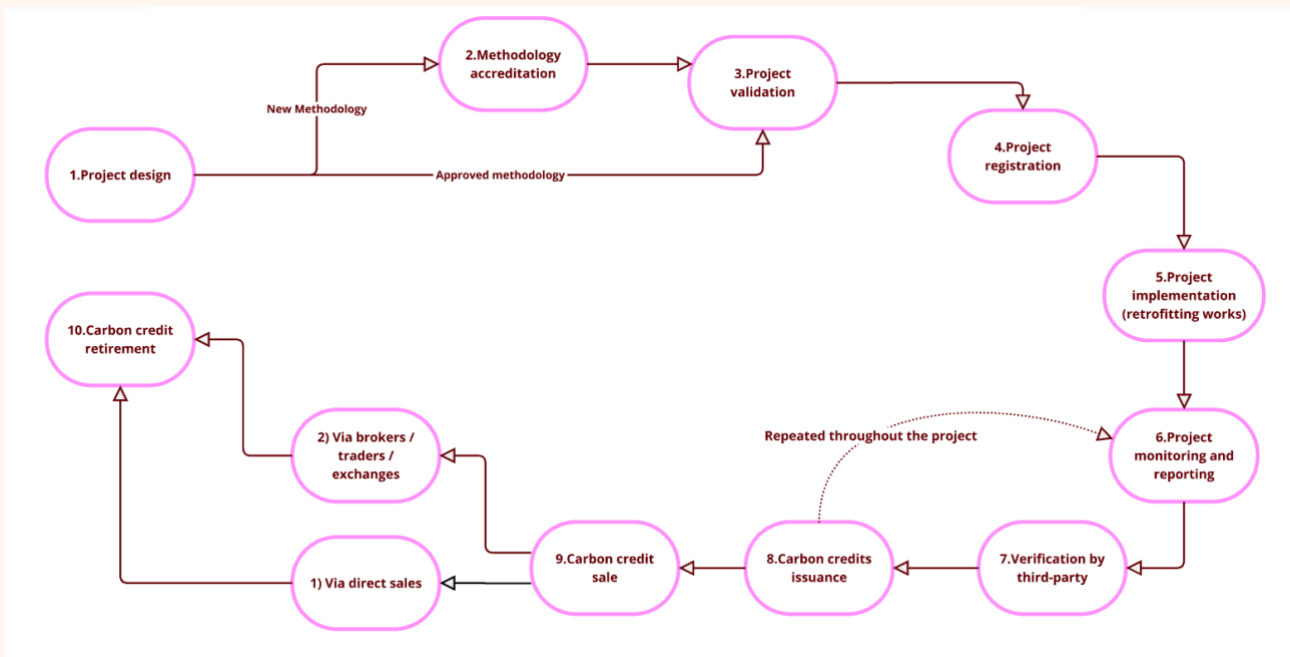 2.Methodology
accreditation
3.Project
validation
New Methodology
4.Project
registration
1.Project design
Approved methodology
5.Project
implementation
(retrofitting works)
10.Carbon credit
retirement
2) Via brokers /
traders /
exchanges
Repeated throughout the project
6.Project
monitoring and
reporting
9.Carbon credit
sale
8.Carbon credits
issuance
7.Verification by
third-party
1) Via direct sales